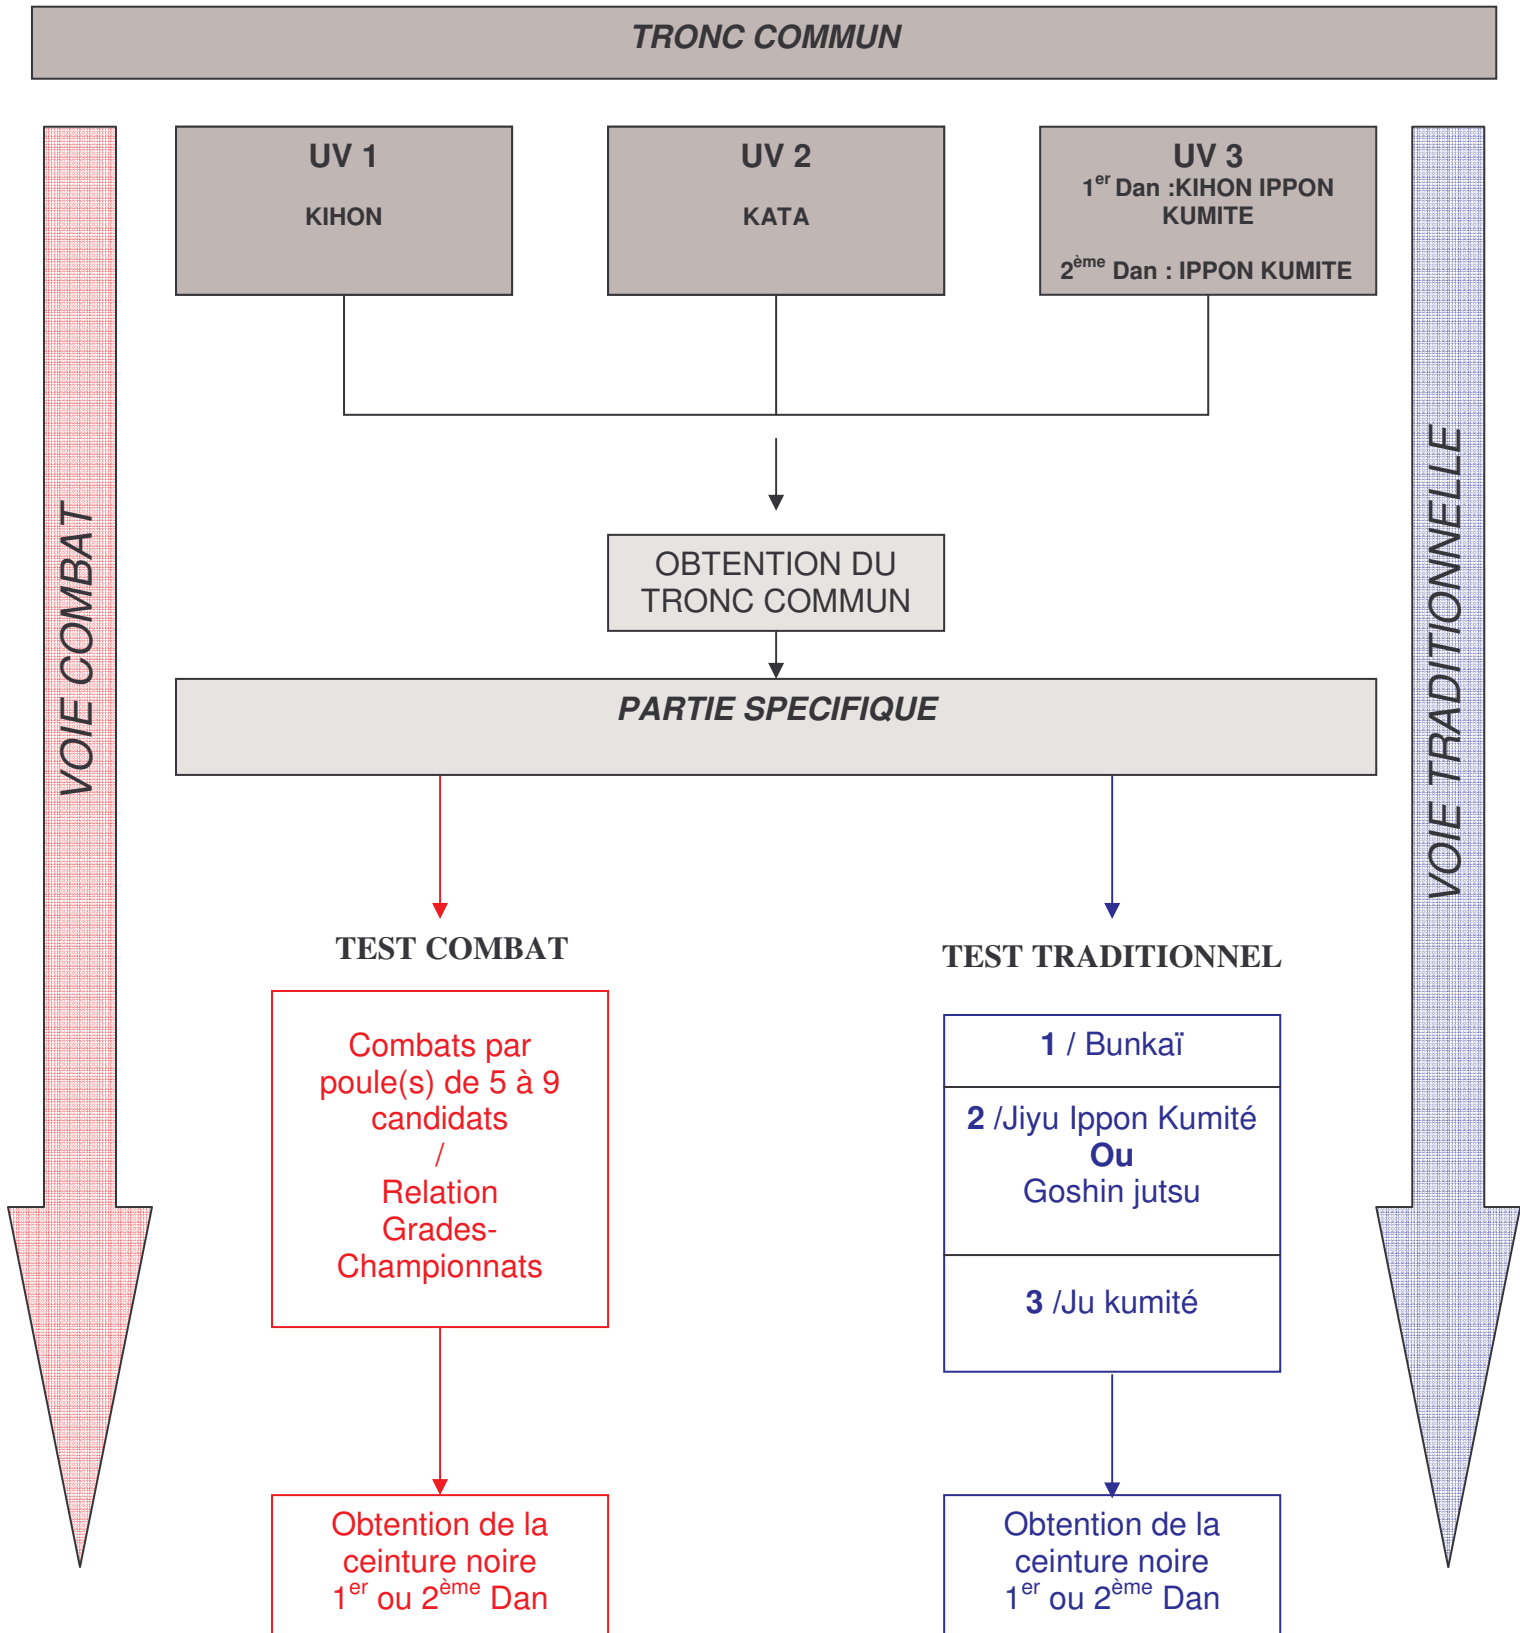 TRONC COMMUN
UV 1
KIHON
UV 2
KATA
UV 3
1er Dan :KIHON IPPON
KUMITE
2ème Dan : IPPON KUMITE
VOIE COMBAT
VOIE TRADITIONNELLE
OBTENTION DU
TRONC COMMUN
PARTIE SPECIFIQUE
TEST COMBAT
Combats par
poule(s) de 5 à 9
candidats
/
Relation
Grades-
Championnats
Obtention de la
ceinture noire
1er ou 2ème Dan
TEST TRADITIONNEL
1 / Bunkaï
2 /Jiyu Ippon Kumité
Ou
Goshin jutsu
3 /Ju kumité
Obtention de la
ceinture noire
1er ou 2ème Dan